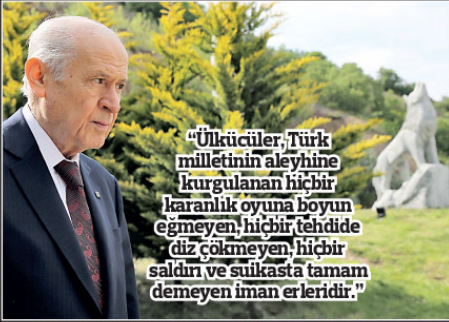 “Ülkücüler, Türk
milletinin aleyhine
kurgulanan hiçbir
karanlık oyuna boyun
eğmeyen, hiçbir tehdide
diz çökmeyen, hiçbir
saldırı ve suikasta tamam
demeyen iman erleridir.”